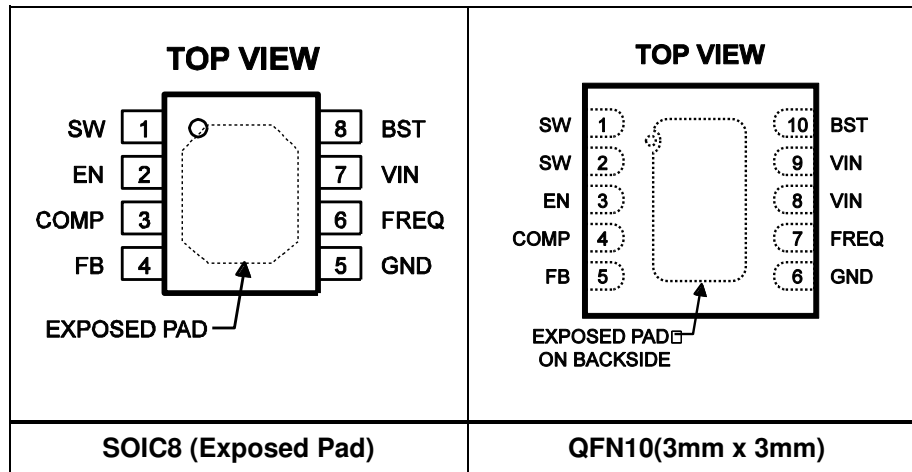 TOP VIEW
SW 1 8 BST
EN 2 7 VIN
COMP 3 6 FREQ
FB 4 5 GND
EXPOSED PAD
SOIC8 (Exposed Pad)
TOP VIEW
SW 1 10 BST
SW 2 9 VIN
EN 3 8 VIN
COMP 4 7 FREQ
FB 5 6 GND
EXPOSED PAD□
ON BACKSIDE
QFN10(3mm x 3mm)